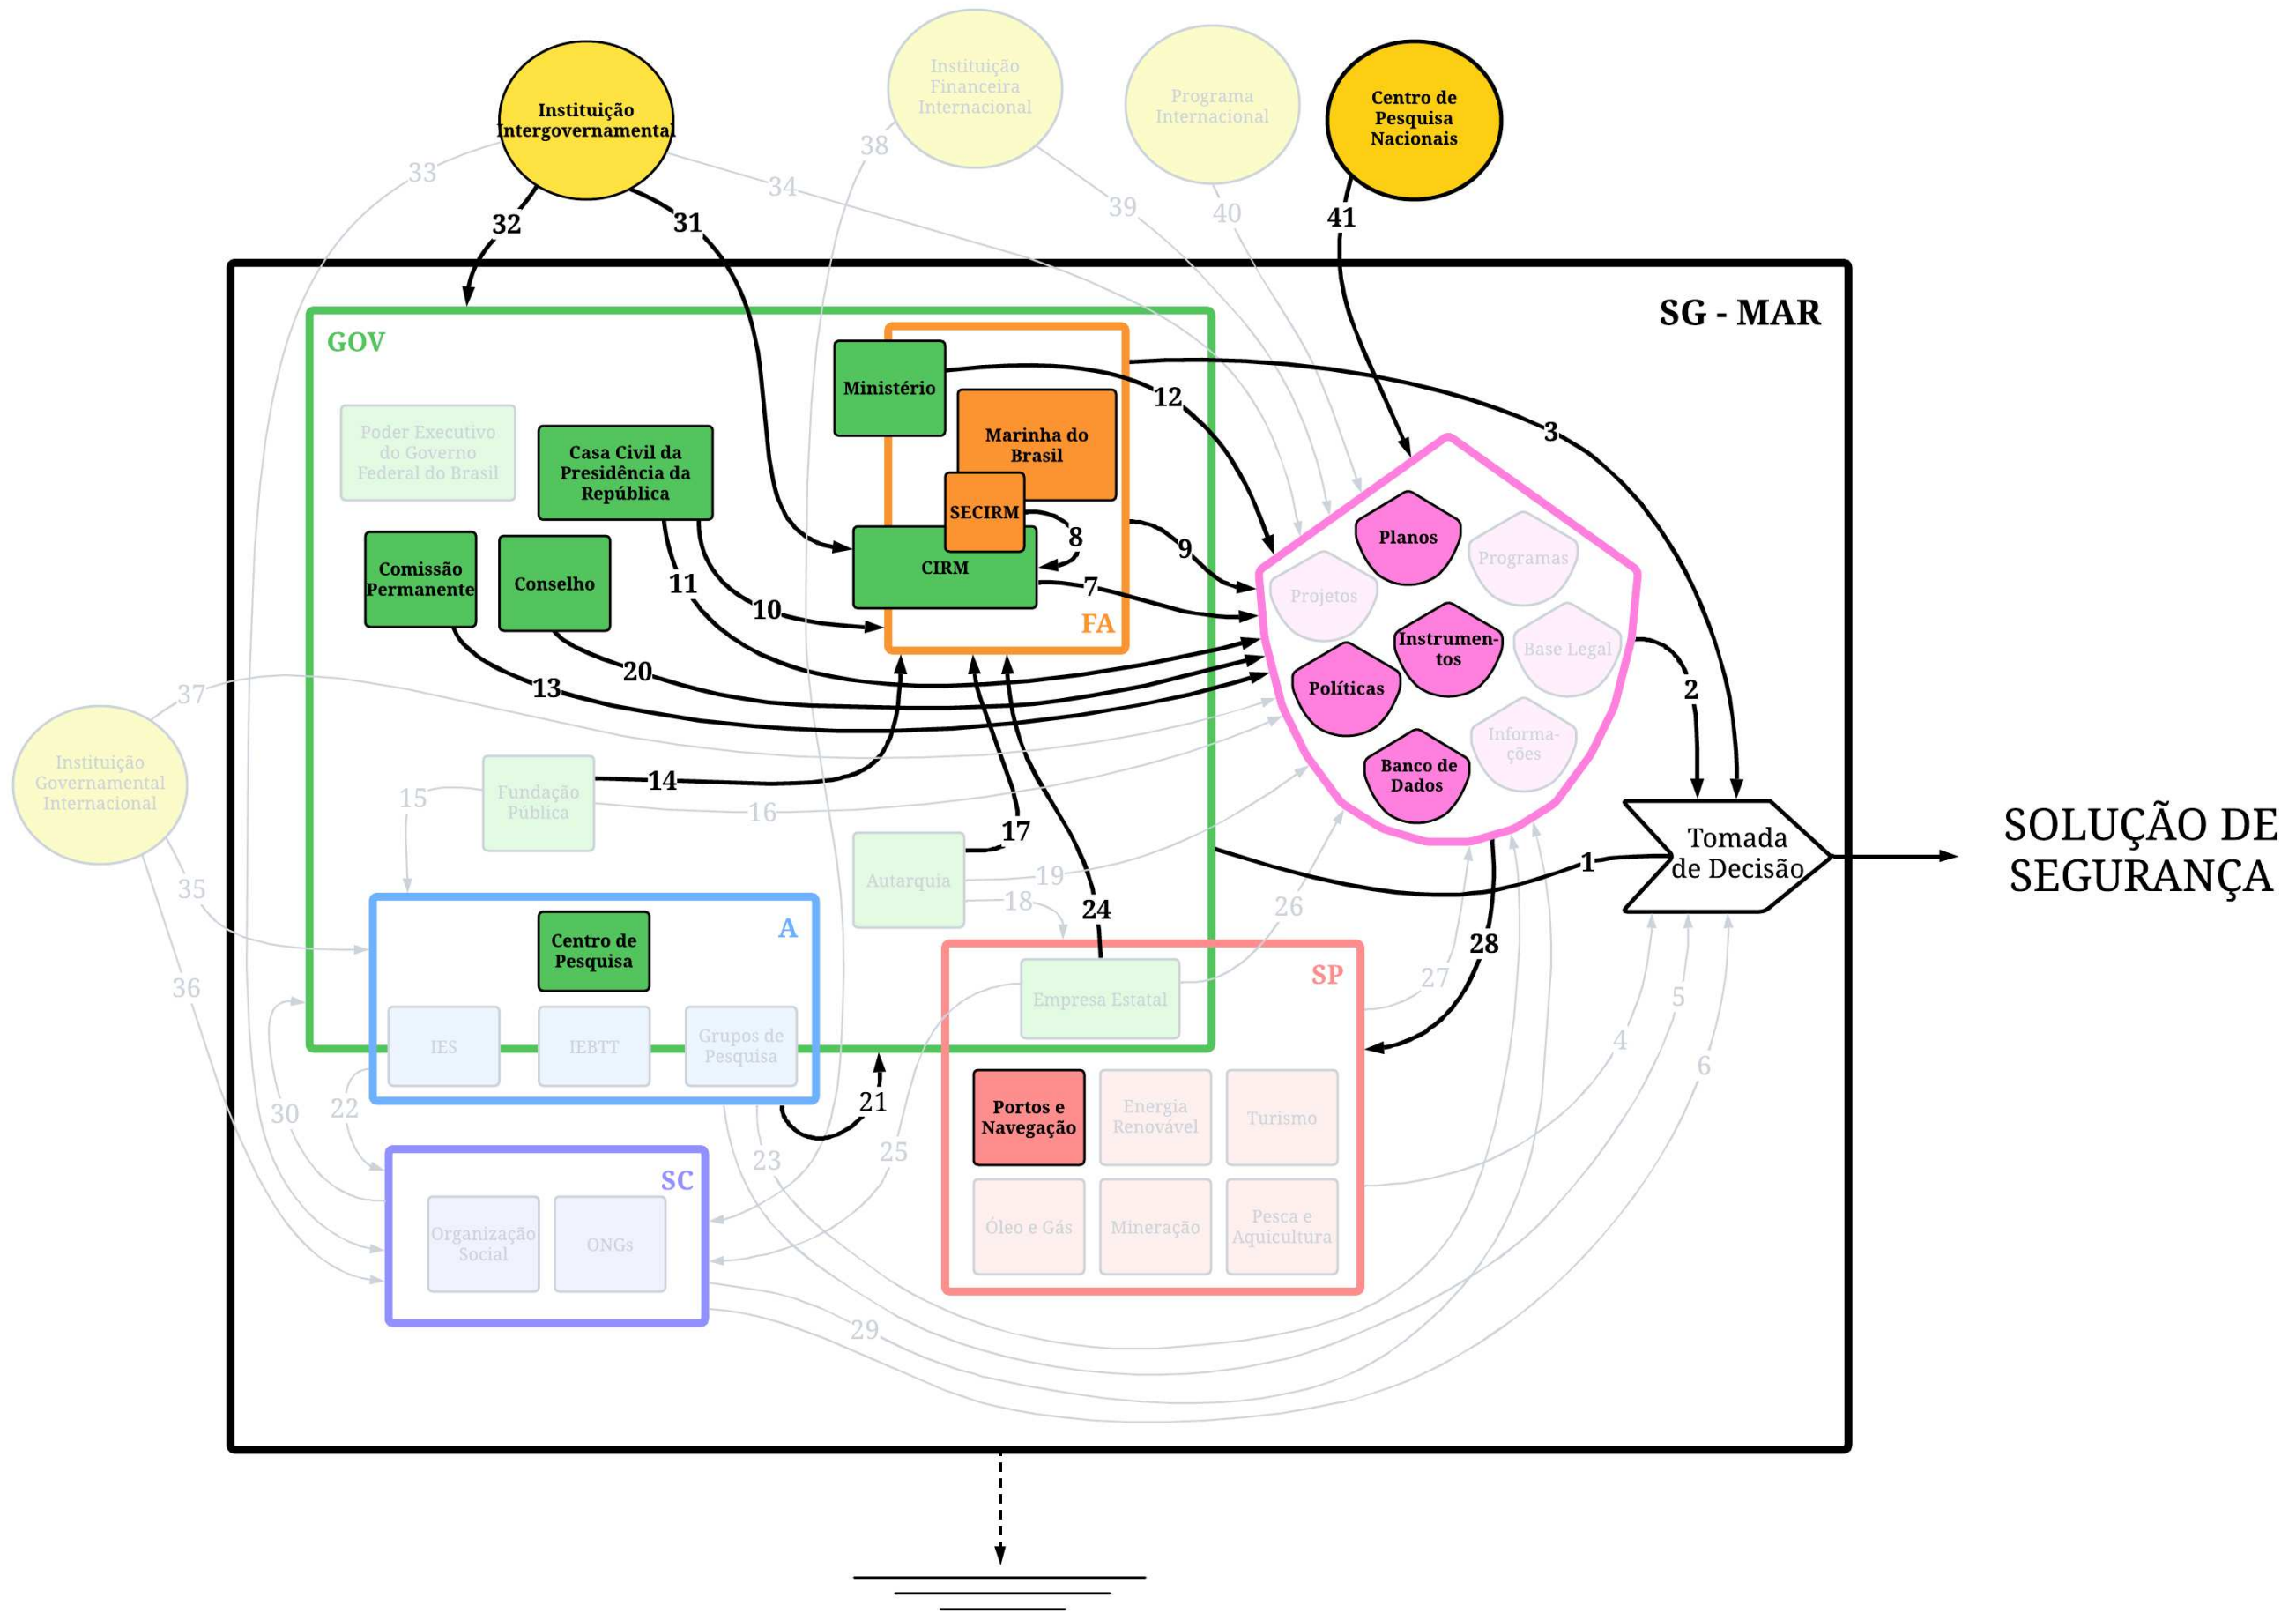 Instituição
Intergovernamental
Instituição
Financeira
Internacional
Programa
Internacional
Centro de
Pesquisa
Nacionais
38
33
34
39
40
41
32
31
SG - MAR
GOV
Ministério
12
3
Marinha do
Brasil
Poder Executivo
do Governo
Federal do Brasil
Casa Civil da
Presidência da
República
SECIRM
8
CIRM
9
7
FA
Comissão
Permanente
Conselho
11
10
20
13
Planos
Programas
Projetos
Instrumen-
tos
Base Legal
Políticas
Informa-
ções
Banco de
Dados
2
37
Instituição
Governamental
Internacional
14
15
Fundação
Pública
16
17
Autarquia
19
18
24
26
1
Tomada
de Decisão
SOLUÇÃO DE
SEGURANÇA
35
36
A
Centro de
Pesquisa
IES
IEBTT
Grupos de
Pesquisa
SP
Empresa Estatal
27
28
5
4
6
30
22
21
23
25
Portos e
Navegação
Energia
Renovável
Turismo
Óleo e Gás
Mineração
Pesca e
Aquicultura
SC
Organização
Social
ONGs
29